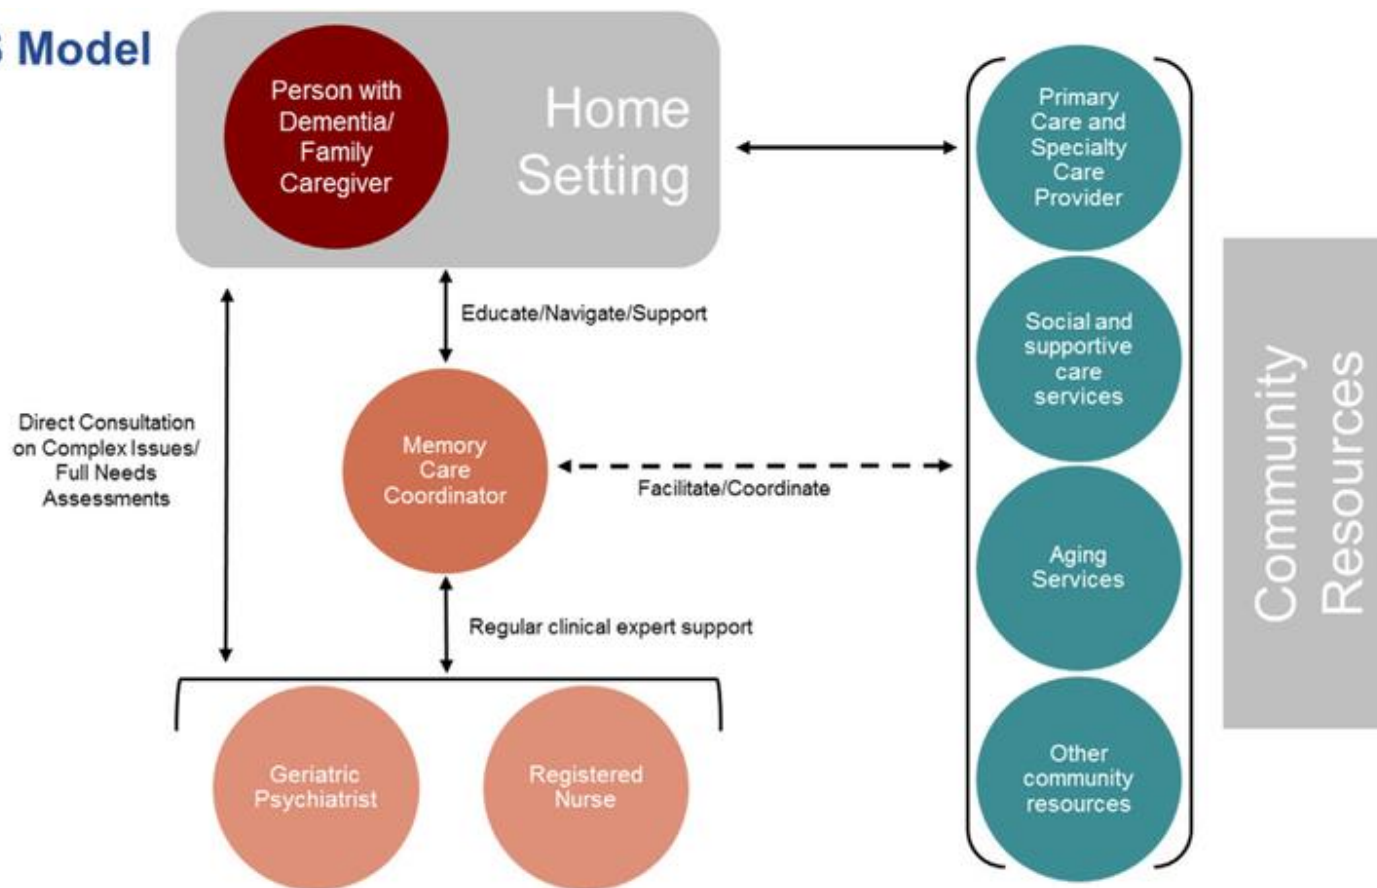 Model
Person with
Dementia/
Family
Caregiver
Home
Setting
Primary
Care and
Specialty
Care
Provider
Educate/Navigate/Support
Social and
supportive
care
services
Community
Resources
Direct Consultation
on Complex Issues/
Full Needs
Assessments
Memory
Care
Coordinator
Facilitate/Coordinate
Aging
Services
Regular clinical expert support
Geriatric
Psychiatrist
Registered
Nurse
Other
community
resources